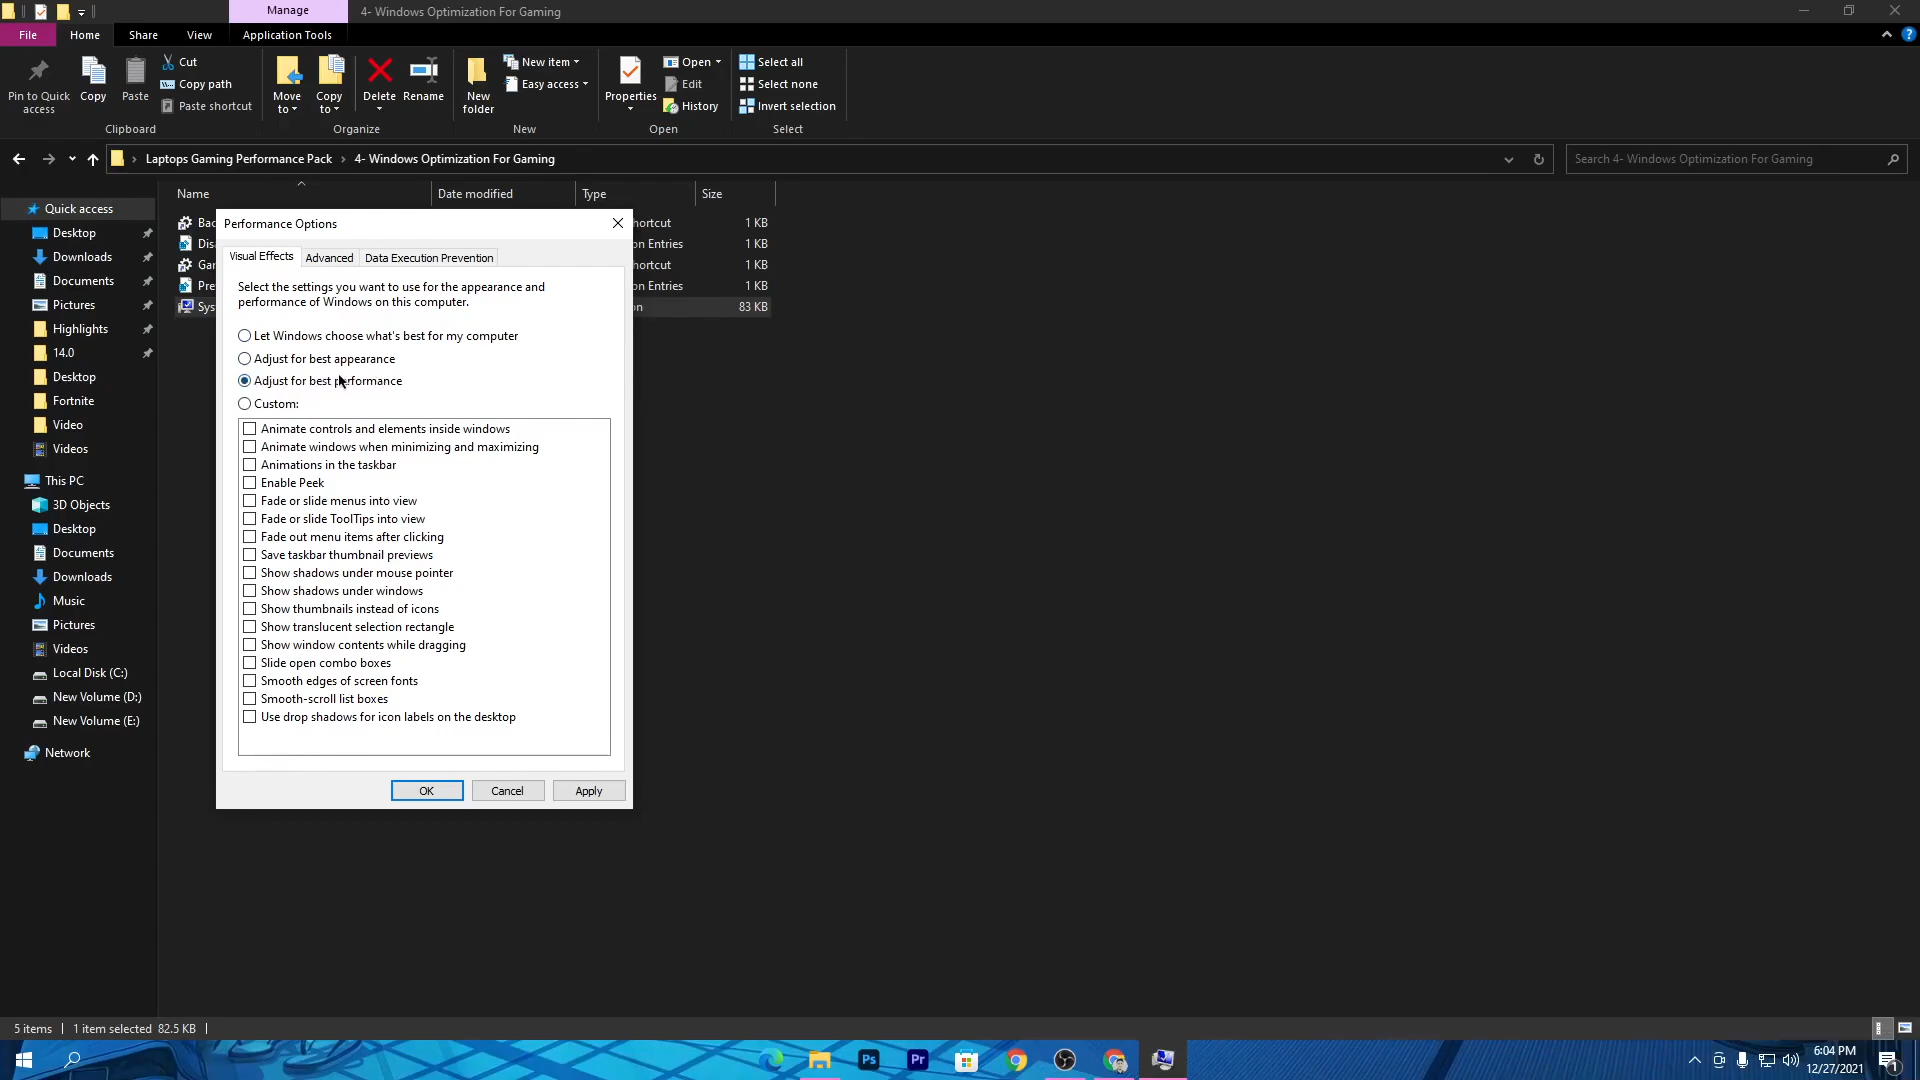 Manage
4- Windows Optimization For Gaming
File
Home
Share
View
Application Tools
Pin to Quick access
Copy
Paste
Cut
Copy path
Paste shortcut
Clipboard
Move to
Copy to
Delete
Rename
Organize
New folder
New item
Easy access
New
Properties
Open
Edit
History
Open
Select all
Select none
Invert selection
Select
Laptops Gaming Performance Pack > 4- Windows Optimization For Gaming
Search 4- Windows Optimization For Gaming
Name
Date modified
Type
Size
Quick access
Desktop
Downloads
Documents
Pictures
Highlights
14.0
Desktop
Fortnite
Video
Videos
This PC
3D Objects
Desktop
Documents
Downloads
Music
Pictures
Videos
Local Disk (C:)
New Volume (D:)
New Volume (E:)
Network
Bac
hortcut
1 KB
Disa
on Entries
1 KB
Gar
hortcut
1 KB
Pre
on Entries
1 KB
Sys
on
83 KB
Performance Options
Visual Effects
Advanced
Data Execution Prevention
Select the settings you want to use for the appearance and
performance of Windows on this computer.
Let Windows choose what's best for my computer
Adjust for best appearance
Adjust for best performance
Custom:
Animate controls and elements inside windows
Animate windows when minimizing and maximizing
Animations in the taskbar
Enable Peek
Fade or slide menus into view
Fade or slide ToolTips into view
Fade out menu items after clicking
Save taskbar thumbnail previews
Show shadows under mouse pointer
Show shadows under windows
Show thumbnails instead of icons
Show translucent selection rectangle
Show window contents while dragging
Slide open combo boxes
Smooth edges of screen fonts
Smooth-scroll list boxes
Use drop shadows for icon labels on the desktop
OK
Cancel
Apply
5 items
1 item selected 82.5 KB
Ps
Pr
6:04 PM
12/27/2021
1